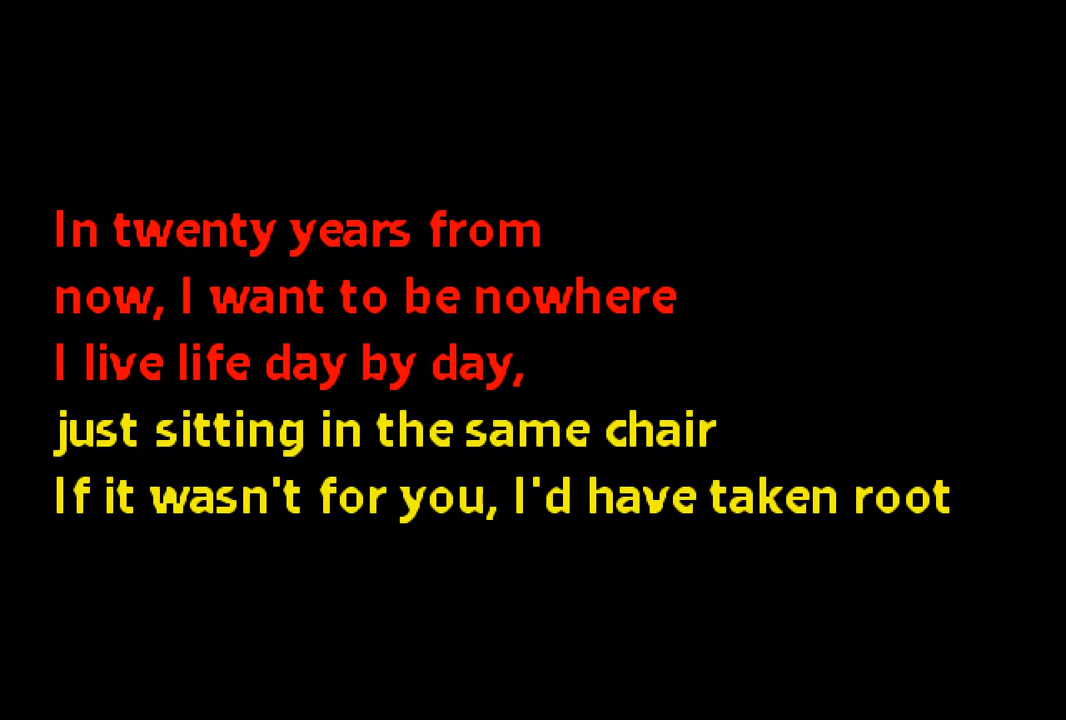 In twenty years from
now, I want to be nowhere
I live life day by day,
just sitting in the same chair
If it wasn't for you, I'd have taken root